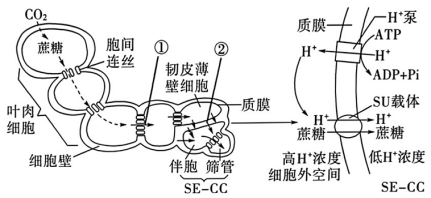 CO₂
蔗糖
胞间
连丝
①
②
韧皮薄
壁细胞
质膜
叶肉
细胞
细胞壁
伴胞
筛管
SE-CC
质膜
H⁺泵
ATP
H⁺
H⁺
ADP+Pi
SU载体
H⁺
H⁺
蔗糖
蔗糖
高H⁺浓度
细胞外空间
低H⁺浓度
SE-CC